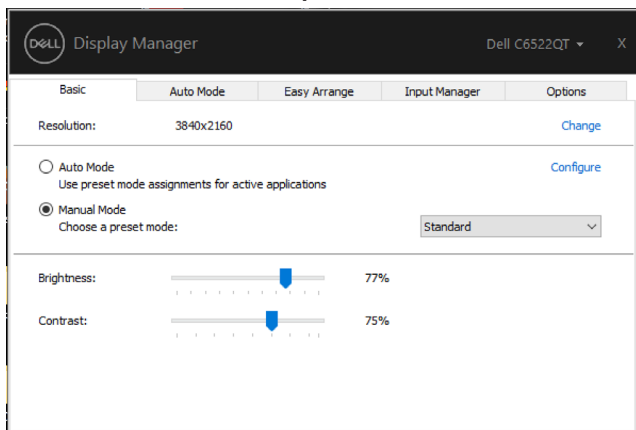 DELL Display Manager Dell C6522QT X
Basic Auto Mode Easy Arrange Input Manager Options
Resolution: 3840x2160 Change
Auto Mode Configure
Use preset mode assignments for active applications
Manual Mode
Choose a preset mode: Standard
Brightness: 77%
Contrast: 75%